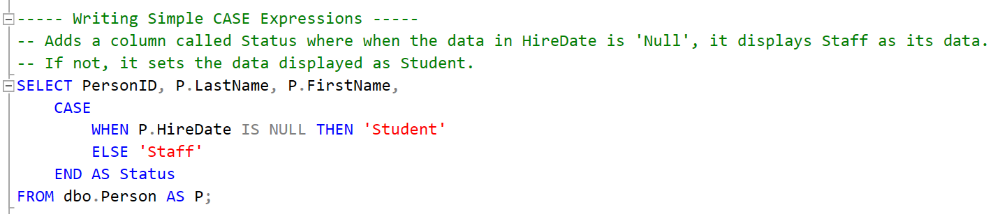 ----- Writing Simple CASE Expressions -----
-- Adds a column called Status where when the data in HireDate is 'Null', it displays Staff as its data.
-- If not, it sets the data displayed as Student.
SELECT PersonID, P.LastName, P.FirstName,
    CASE
        WHEN P.HireDate IS NULL THEN 'Student'
        ELSE 'Staff'
    END AS Status
FROM dbo.Person AS P;